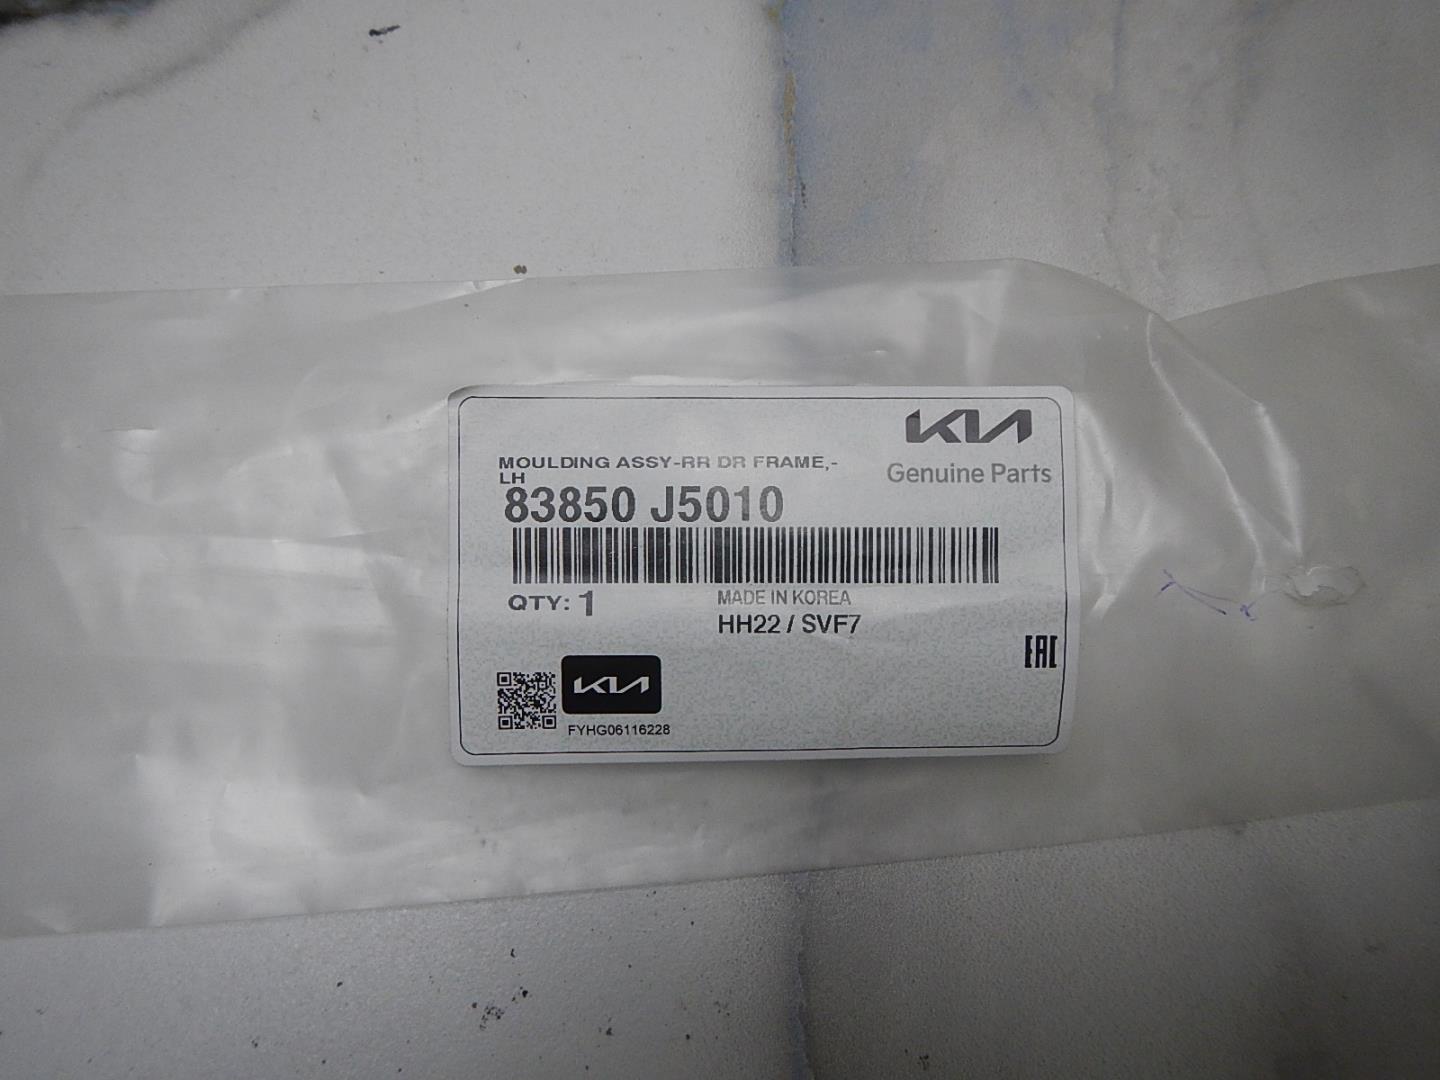 KIA
Genuine Parts
MOULDING ASSY-RR DR FRAME,-
LH
83850 J5010
QTY: 1
MADE IN KOREA
HH22 / SVF7
EAC
KIA
FYHG06116228